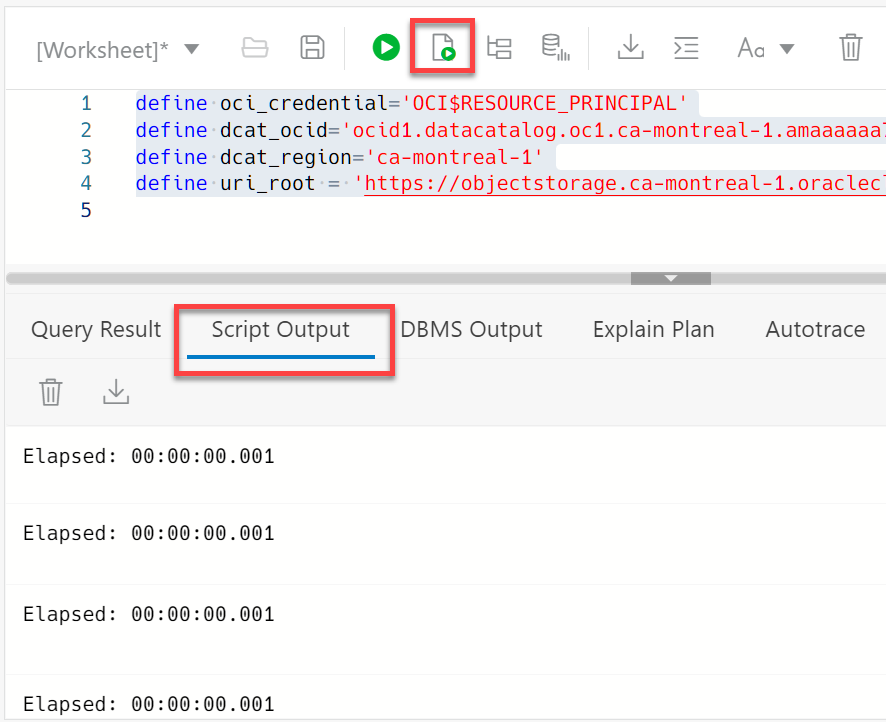 [Worksheet]*
Aa
1 define oci_credential='OCI$RESOURCE_PRINCIPAL'
2 define dcat_ocid='ocid1.datacatalog.oc1.ca-montreal-1.amaaaaaa
3 define dcat_region='ca-montreal-1'
4 define uri_root = 'https://objectstorage.ca-montreal-1.oraclecl
5
Query Result Script Output DBMS Output Explain Plan Autotrace
Elapsed: 00:00:00.001
Elapsed: 00:00:00.001
Elapsed: 00:00:00.001
Elapsed: 00:00:00.001